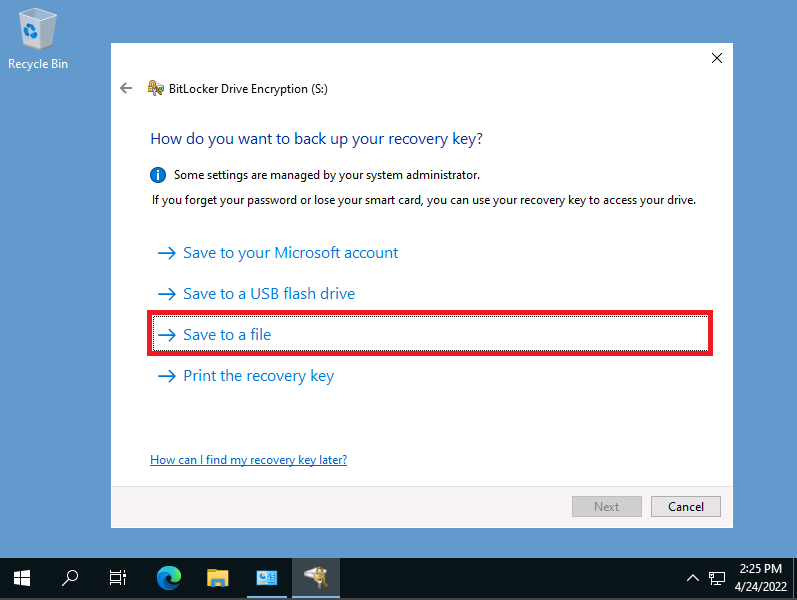 Recycle Bin
BitLocker Drive Encryption (S:)
How do you want to back up your recovery key?
Some settings are managed by your system administrator.
If you forget your password or lose your smart card, you can use your recovery key to access your drive.
Save to your Microsoft account
Save to a USB flash drive
Save to a file
Print the recovery key
How can I find my recovery key later?
Next
Cancel
2:25 PM
4/24/2022